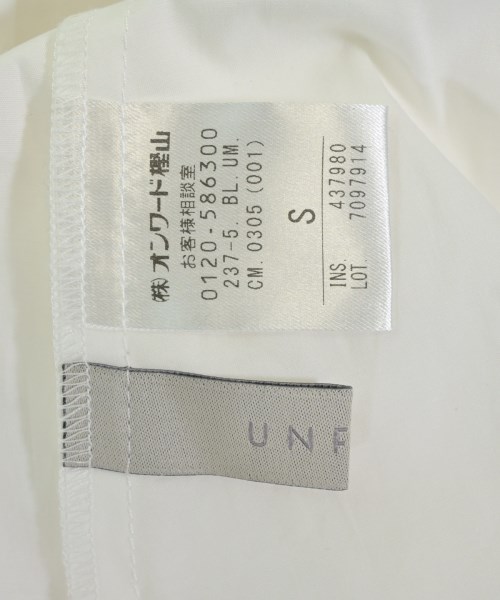 (株)オンワード樫山
お客様相談室
0120-586300
237-5. BL. UM.
CM. 0305 (001)
S
INS. 437980
LOT. 7097914
UNFI